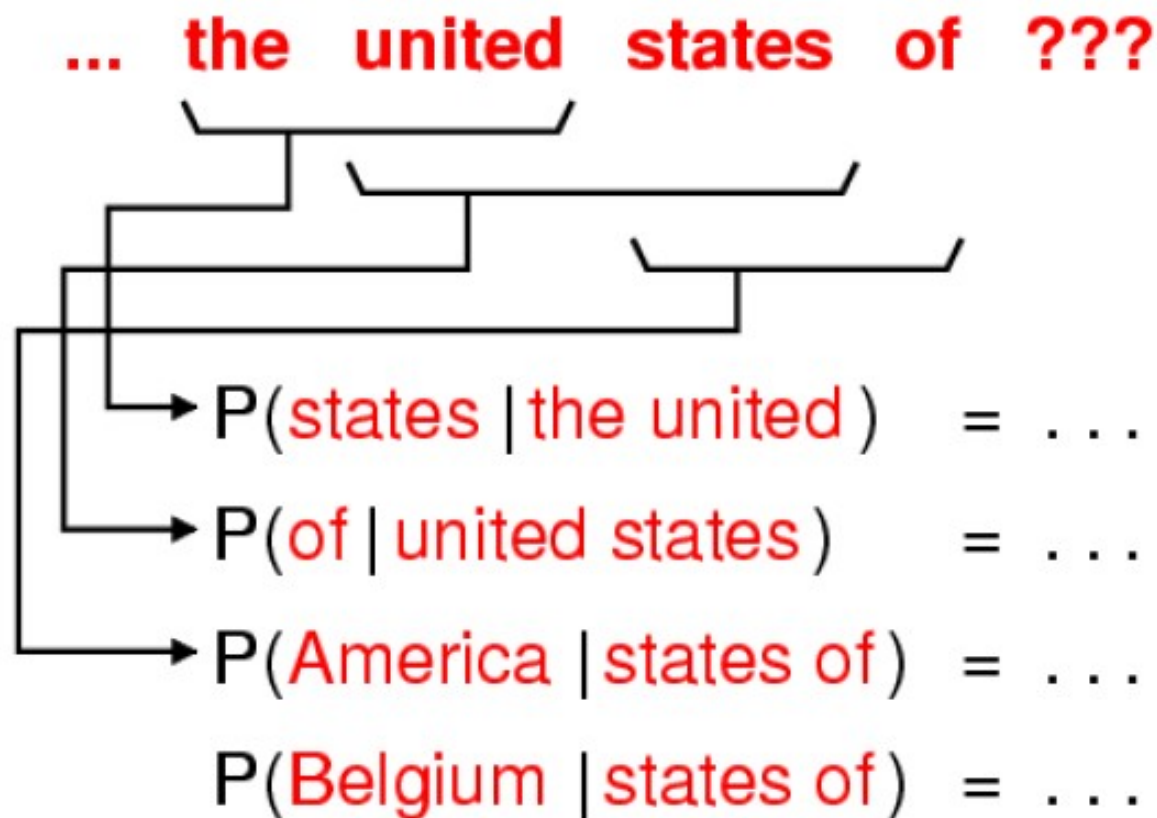 ... the united states of ???
P(states | the united) = ...
P(of | united states) = ...
P(America | states of) = ...
P(Belgium | states of) = ...